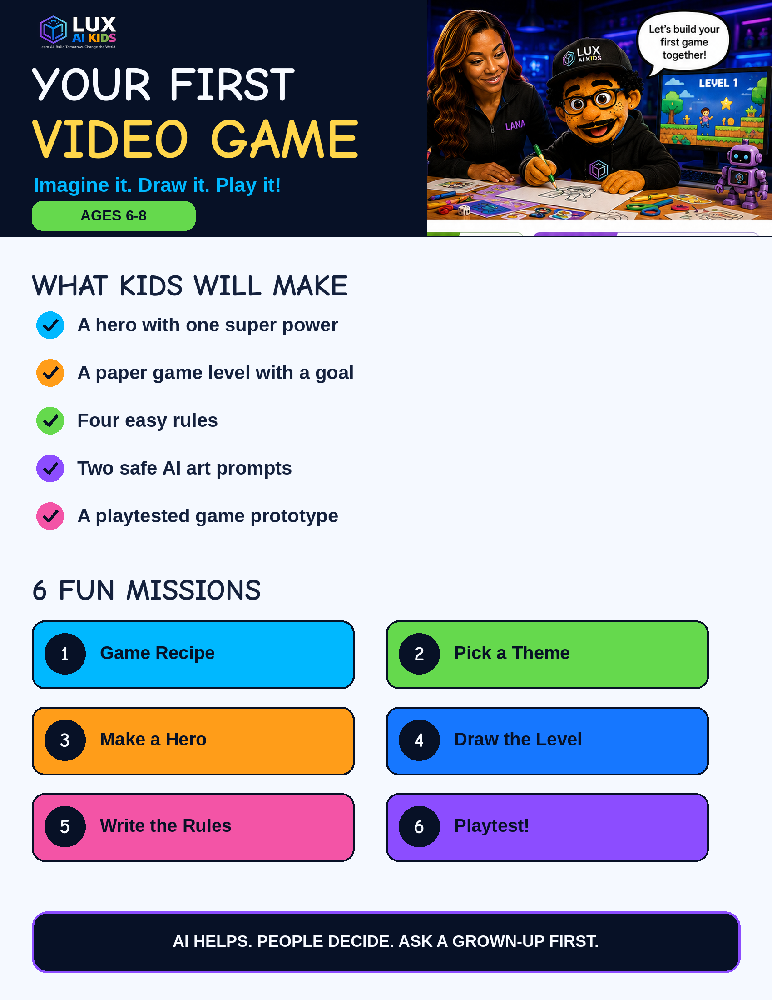 LUX
AI KIDS
Learn AI. Build Tomorrow. Change the World.
YOUR FIRST
VIDEO GAME
Imagine it. Draw it. Play it!
AGES 6-8
LUX
AI KIDS
LANA
Let's build your
first game
together!
LEVEL 1
WHAT KIDS WILL MAKE
A hero with one super power
A paper game level with a goal
Four easy rules
Two safe AI art prompts
A playtested game prototype
6 FUN MISSIONS
1 Game Recipe
2 Pick a Theme
3 Make a Hero
4 Draw the Level
5 Write the Rules
6 Playtest!
AI HELPS. PEOPLE DECIDE. ASK A GROWN-UP FIRST.